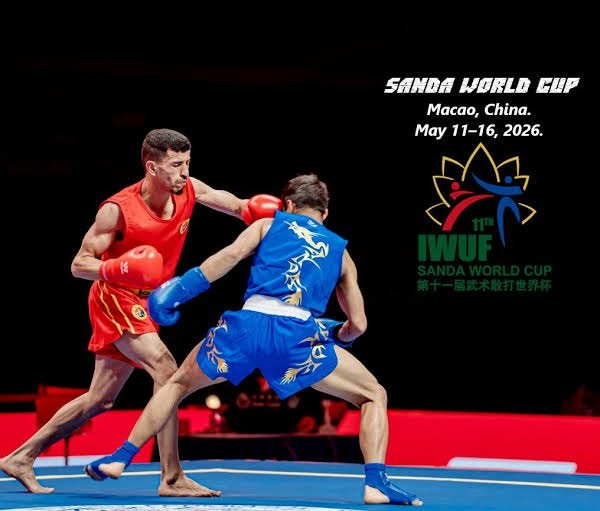 SANDA WORLD CUP
Macao, China.
May 11–16, 2026.
11TH
IWUF
SANDA WORLD CUP
第十一届武术散打世界杯